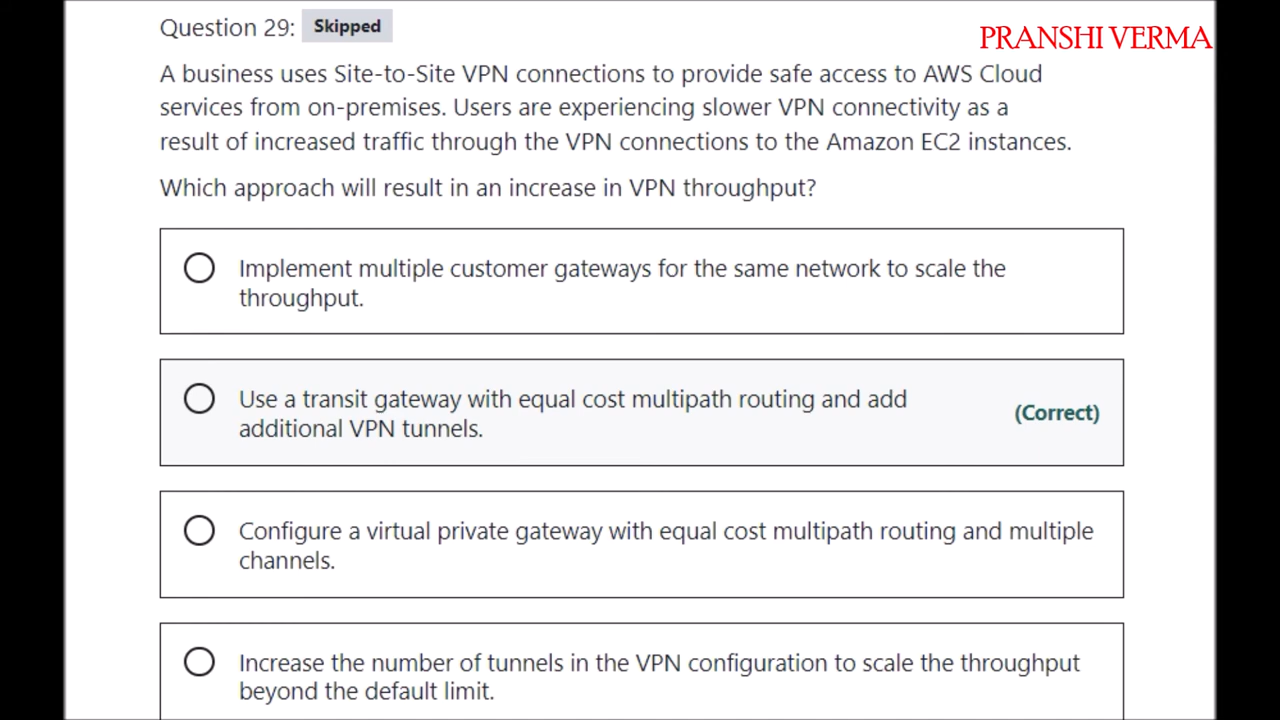 Question 29: Skipped
PRANSHI VERMA
A business uses Site-to-Site VPN connections to provide safe access to AWS Cloud
services from on-premises. Users are experiencing slower VPN connectivity as a
result of increased traffic through the VPN connections to the Amazon EC2 instances.
Which approach will result in an increase in VPN throughput?
Implement multiple customer gateways for the same network to scale the
throughput.
Use a transit gateway with equal cost multipath routing and add
additional VPN tunnels.
(Correct)
Configure a virtual private gateway with equal cost multipath routing and multiple
channels.
Increase the number of tunnels in the VPN configuration to scale the throughput
beyond the default limit.